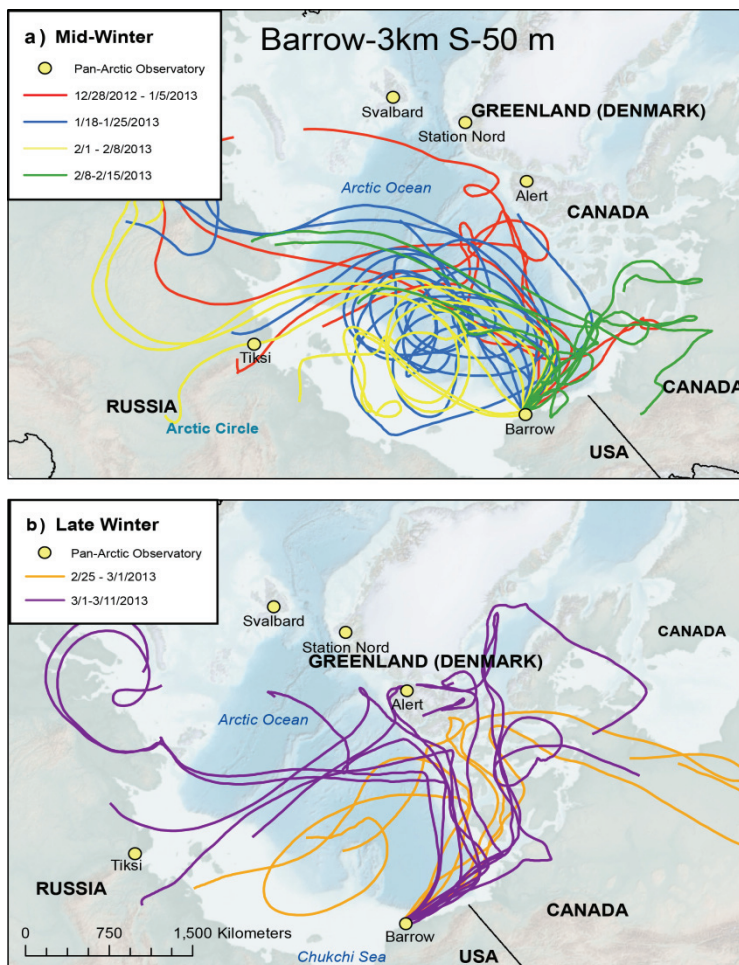 a) Mid-Winter
Pan-Arctic Observatory
12/28/2012 - 1/5/2013
1/18-1/25/2013
2/1 - 2/8/2013
2/8-2/15/2013
Barrow-3km S-50 m
Svalbard
GREENLAND (DENMARK)
Station Nord
Arctic Ocean
Alert
CANADA
Tiksi
RUSSIA
CANADA
Arctic Circle
Barrow
USA
b) Late Winter
Pan-Arctic Observatory
2/25 - 3/1/2013
3/1-3/11/2013
Svalbard
Station Nord
CANADA
GREENLAND (DENMARK)
Alert
Arctic Ocean
Tiksi
RUSSIA
CANADA
0 750 1,500 Kilometers
Barrow
Chukchi Sea
USA